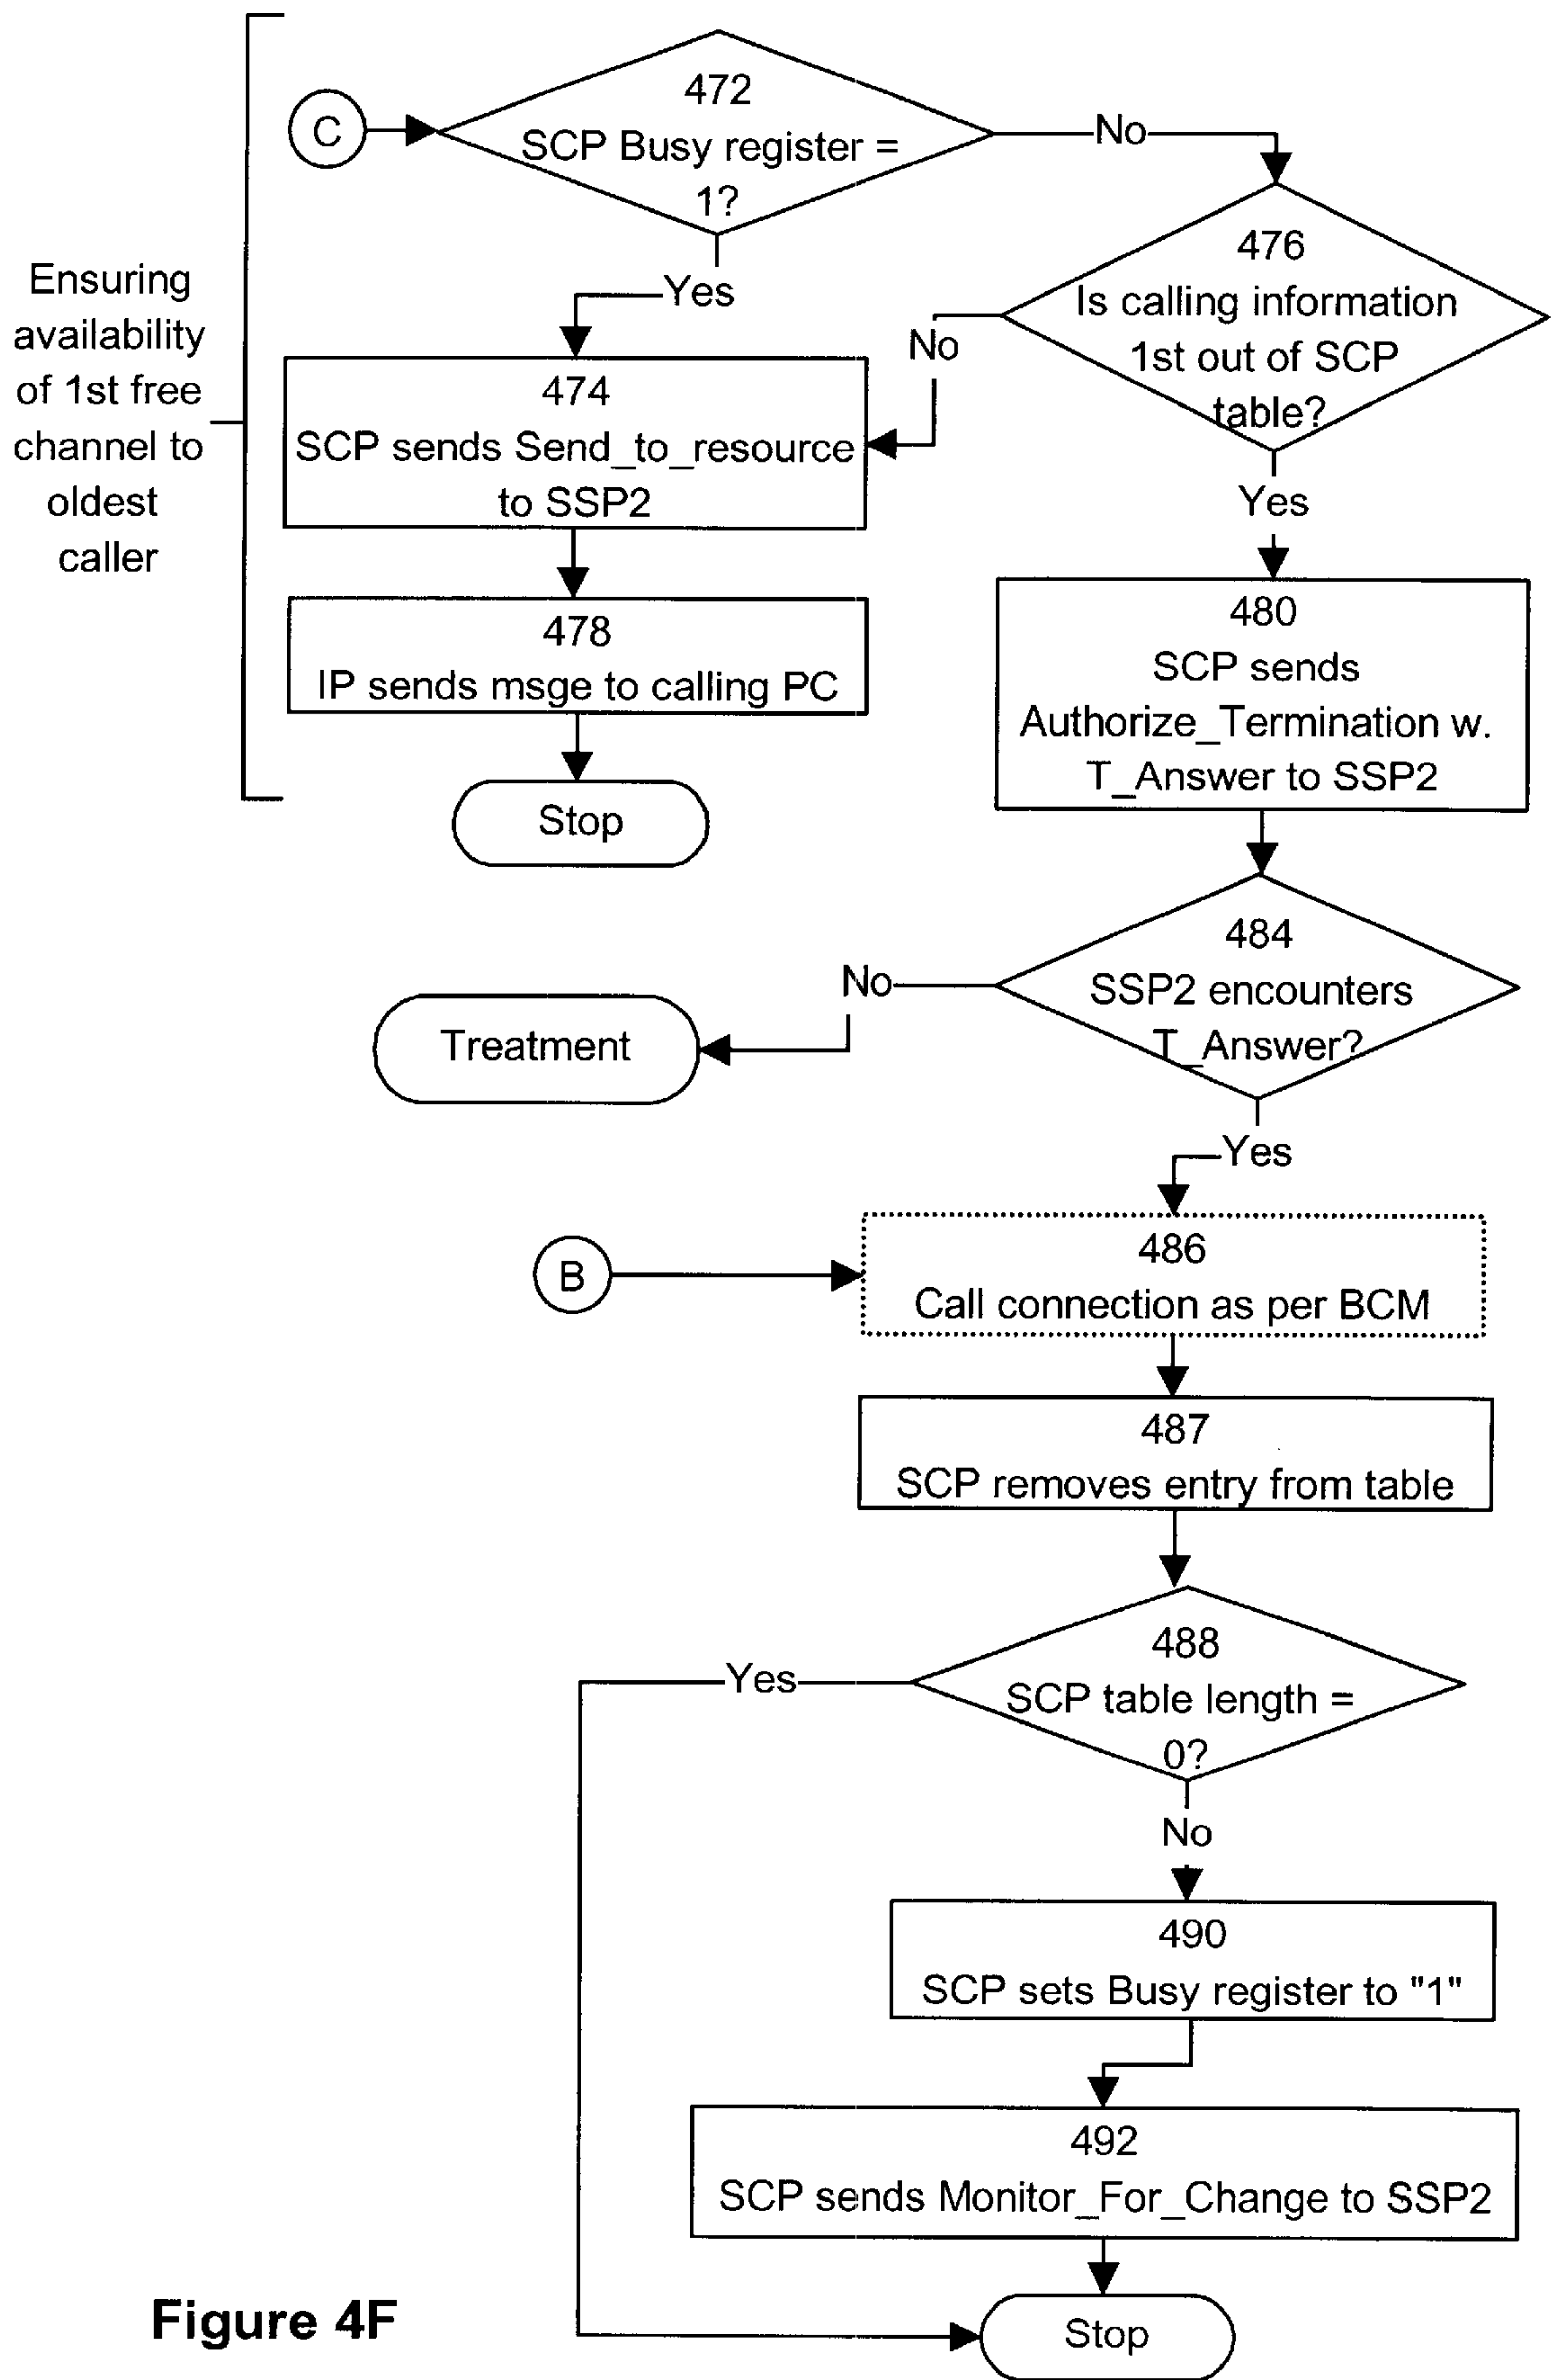 C
472
SCP Busy register =
1?
No
Ensuring
availability
of 1st free
channel to
oldest
caller
Yes
476
Is calling information
1st out of SCP
table?
No
474
SCP sends Send_to_resource
to SSP2
Yes
478
IP sends msge to calling PC
480
SCP sends
Authorize_Termination w.
T_Answer to SSP2
Stop
484
SSP2 encounters
T_Answer?
No
Treatment
Yes
B
486
Call connection as per BCM
487
SCP removes entry from table
488
SCP table length =
0?
Yes
No
490
SCP sets Busy register to "1"
492
SCP sends Monitor_For_Change to SSP2
Stop
Figure 4F